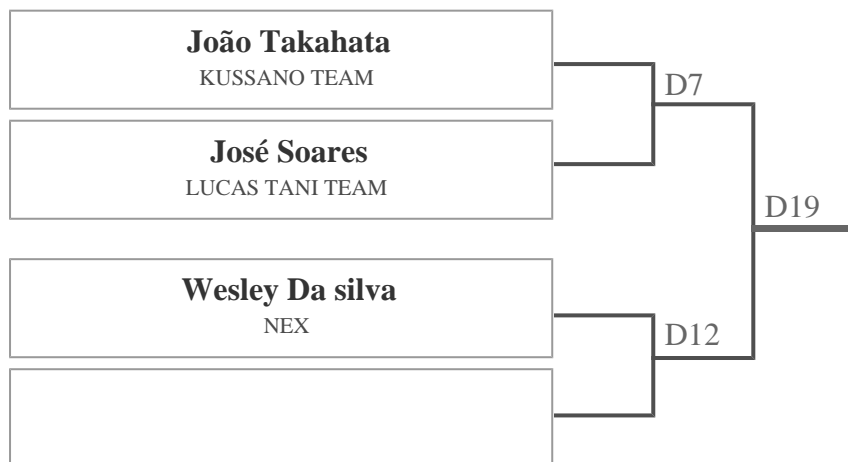 João Takahata
KUSSANO TEAM
D7
José Soares
LUCAS TANI TEAM
D19
Wesley Da silva
NEX
D12